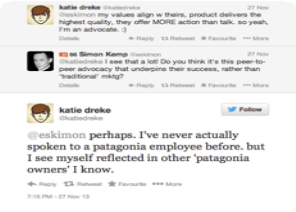 katie dreke @katiedreke 27 Nov
@eskimon my values align w theirs, product delivers the
highest quality, they offer MORE action than talk. so yeah,
I'm an advocate. :)
Details Reply Retweet Favourite More
Simon Kemp @eskimon 27 Nov
@katiedreke I see that a lot! Do you think it's this peer-to-
peer advocacy that underpins their success, rather than
'traditional' mktg?
Details Reply Retweet Favourite More
katie dreke
@katiedreke
Follow
@eskimon perhaps. I've never actually
spoken to a patagonia employee before. but
I see myself reflected in other 'patagonia
owners' I know.
Reply Retweet Favourite More
7:18 PM - 27 Nov 13